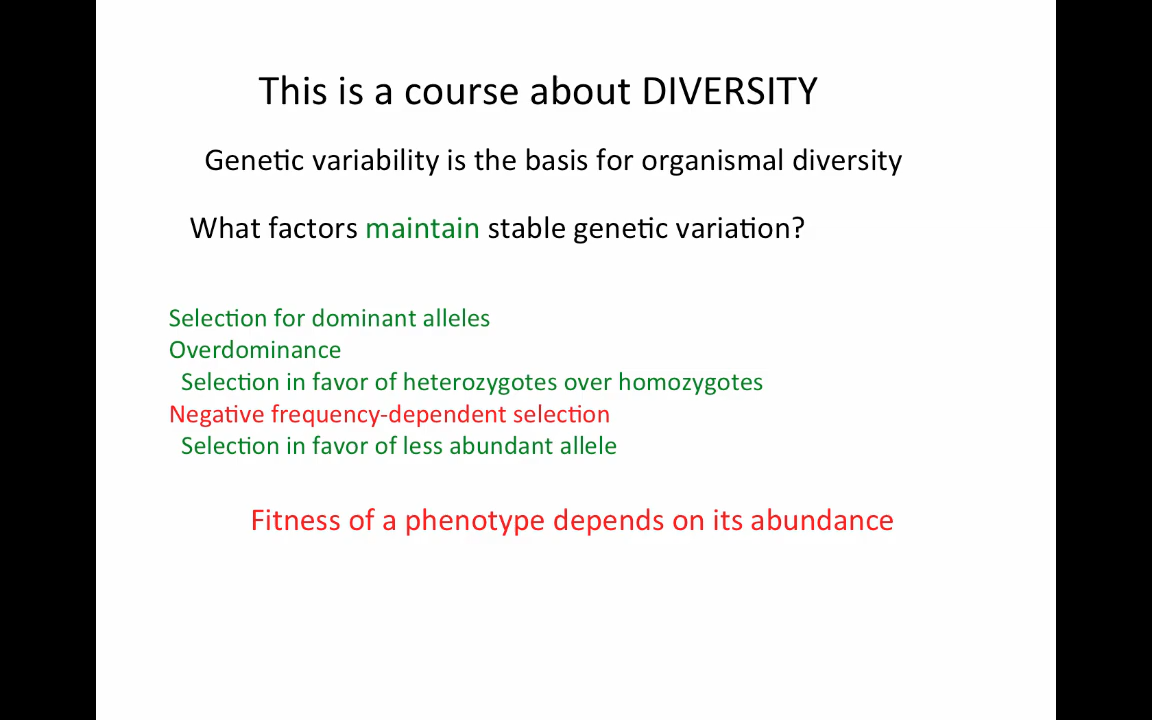 This is a course about DIVERSITY
Genetic variability is the basis for organismal diversity
What factors maintain stable genetic variation?
Selection for dominant alleles
Overdominance
Selection in favor of heterozygotes over homozygotes
Negative frequency-dependent selection
Selection in favor of less abundant allele
Fitness of a phenotype depends on its abundance